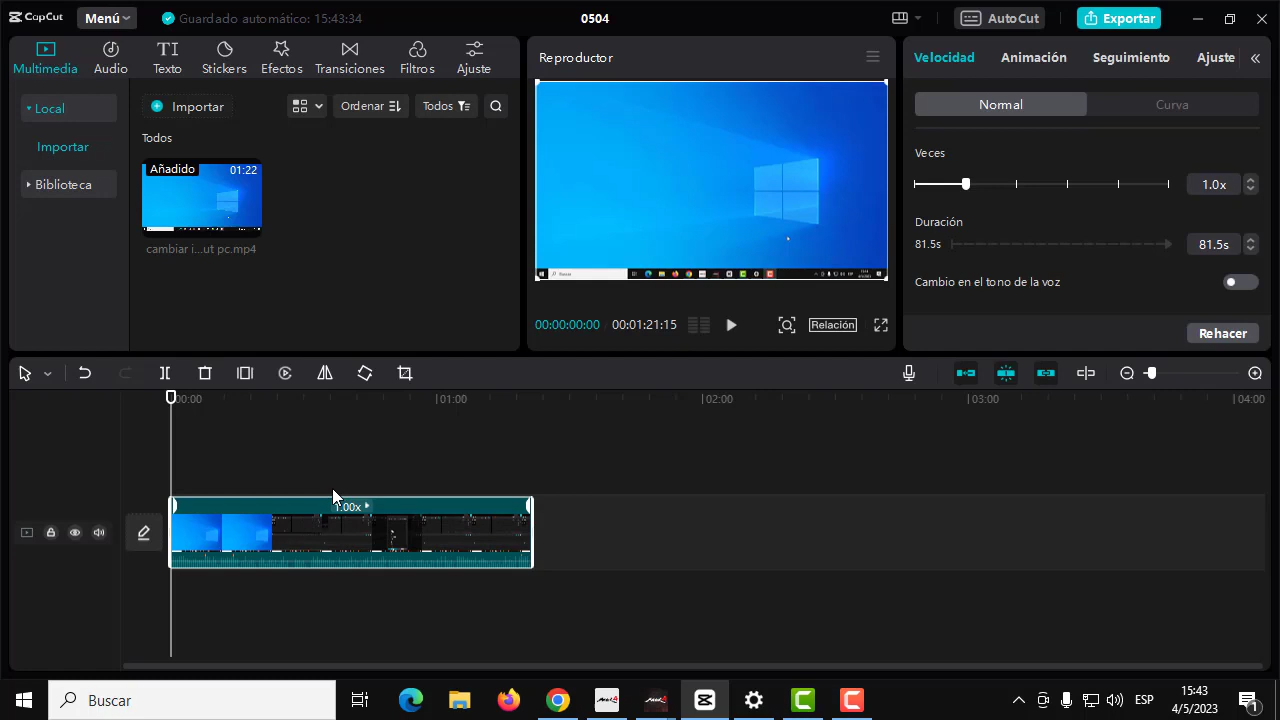 CapCut
Menú
Guardado automático: 15:43:34
0504
AutoCut
Exportar
Multimedia
Audio
Texto
Stickers
Efectos
Transiciones
Filtros
Ajuste
Reproductor
Velocidad
Animación
Seguimiento
Ajuste
Local
Importar
Biblioteca
Importar
Ordenar
Todos
Todos
Añadido
01:22
cambiar i...ut pc.mp4
Normal
Curva
Veces
1.0x
Duración
81.5s
81.5s
Cambio en el tono de la voz
Rehacer
00:00:00:00
00:01:21:15
Relación
00:00
01:00
02:00
03:00
04:00
1.00x
Buscar
ESP
15:43
4/5/2023
1